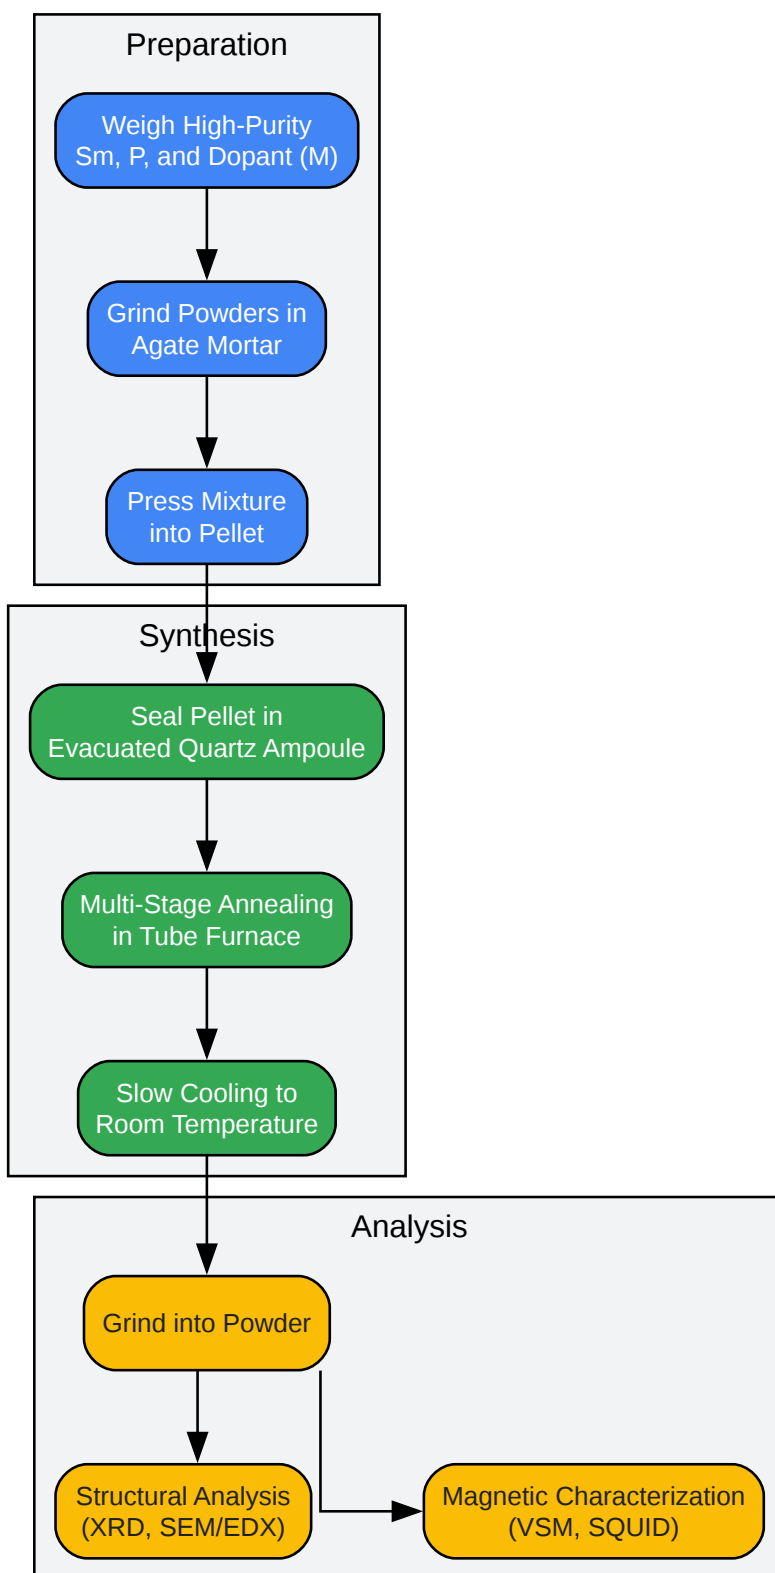 Preparation
Weigh High-Purity
Sm, P, and Dopant (M)
Grind Powders in
Agate Mortar
Press Mixture
into Pellet
Synthesis
Seal Pellet in
Evacuated Quartz Ampoule
Multi-Stage Annealing
in Tube Furnace
Slow Cooling to
Room Temperature
Analysis
Grind into Powder
Structural Analysis
(XRD, SEM/EDX)
Magnetic Characterization
(VSM, SQUID)